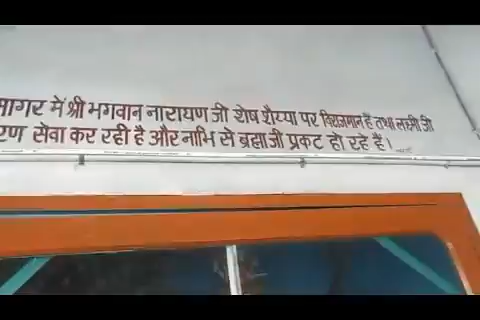 सागर में श्री भगवान नारायण जी शेष शैय्या पर विराजमान हैं तथा लक्ष्मी जी
रण सेवा कर रही है और नाभि से ब्रह्मा जी प्रकट हो रहे हैं।